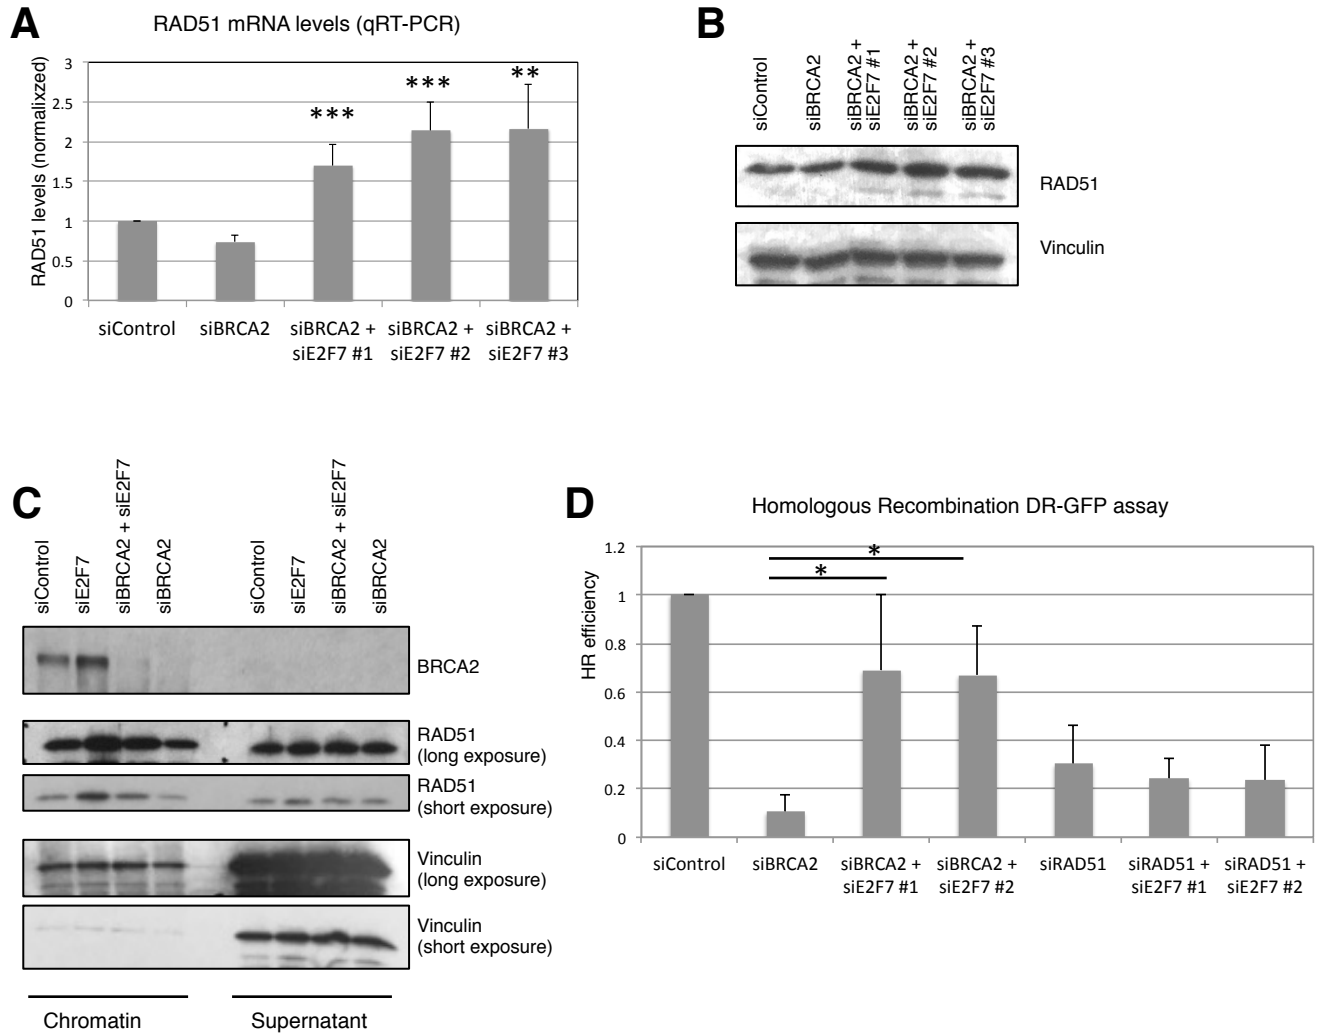 A
RAD51 mRNA levels (qRT-PCR)
RAD51 levels (normalixzed)
3
2.5
2
1.5
1
0.5
0
***
***
**
siControl
siBRCA2
siBRCA2 +
siE2F7 #1
siBRCA2 +
siE2F7 #2
siBRCA2 +
siE2F7 #3
B
siControl
siBRCA2
siBRCA2 +
siE2F7 #1
siBRCA2 +
siE2F7 #2
siBRCA2 +
siE2F7 #3
RAD51
Vinculin
C
siControl
siE2F7
siBRCA2 + siE2F7
siBRCA2
siControl
siE2F7
siBRCA2 + siE2F7
siBRCA2
BRCA2
RAD51
(long exposure)
RAD51
(short exposure)
Vinculin
(long exposure)
Vinculin
(short exposure)
Chromatin
Supernatant
D
Homologous Recombination DR-GFP assay
HR efficiency
1.2
1
0.8
0.6
0.4
0.2
0
*
*
siControl
siBRCA2
siBRCA2 +
siE2F7 #1
siBRCA2 +
siE2F7 #2
siRAD51
siRAD51 +
siE2F7 #1
siRAD51 +
siE2F7 #2